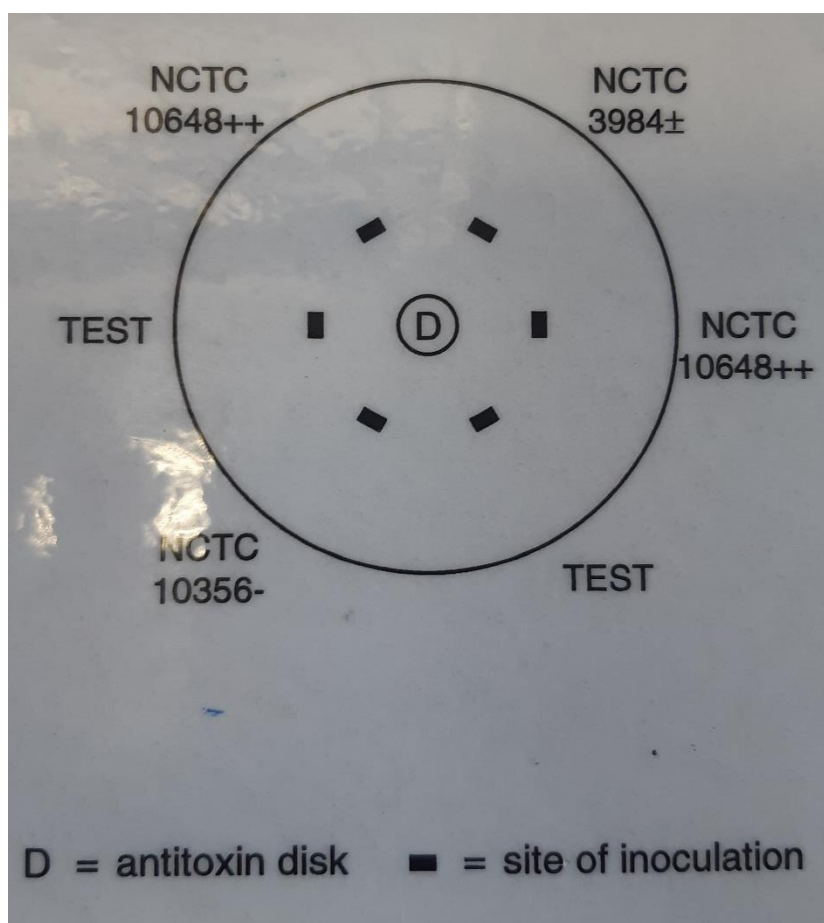 NCTC
10648++
NCTC
3984±
TEST
D
NCTC
10648++
NCTC
10356-
TEST
D = antitoxin disk
= site of inoculation